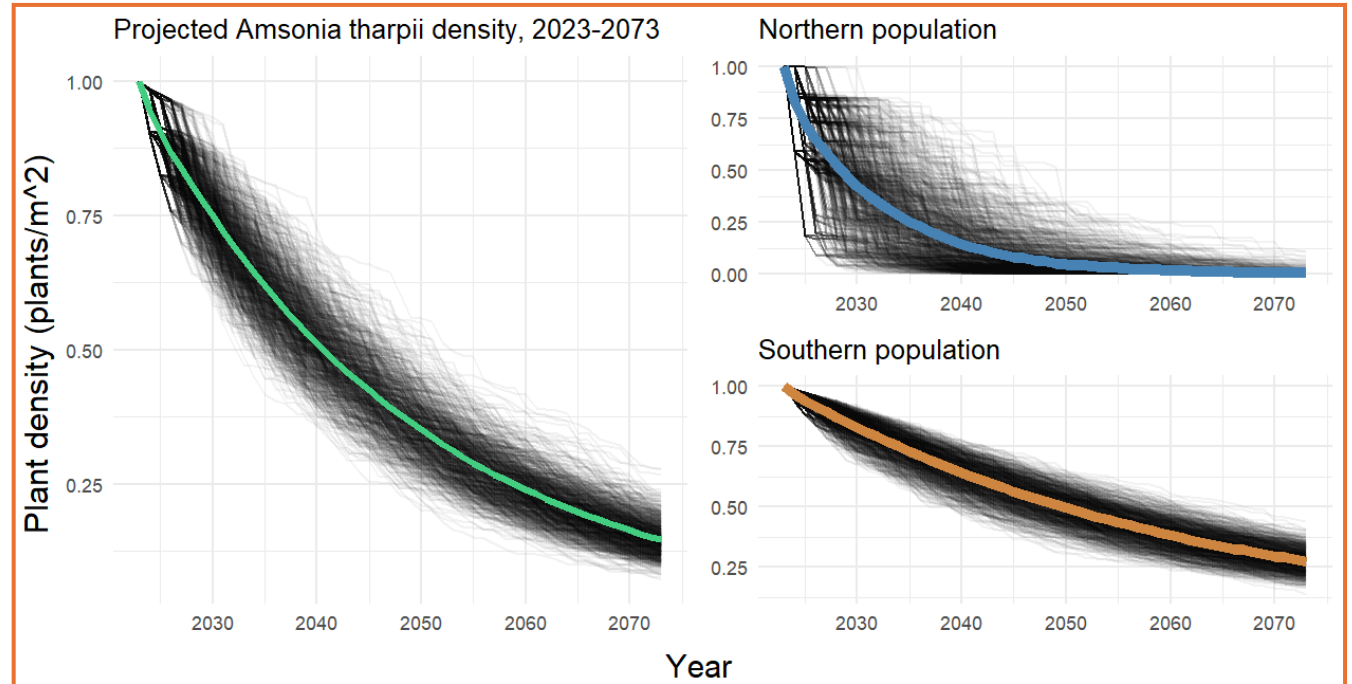 Projected Amsonia tharpii density, 2023-2073
Plant density (plants/m^2)
1.00
0.75
0.50
0.25
2030 2040 2050 2060 2070
Northern population
1.00
0.75
0.50
0.25
0.00
2030 2040 2050 2060 2070
Southern population
1.00
0.75
0.50
0.25
2030 2040 2050 2060 2070
Year